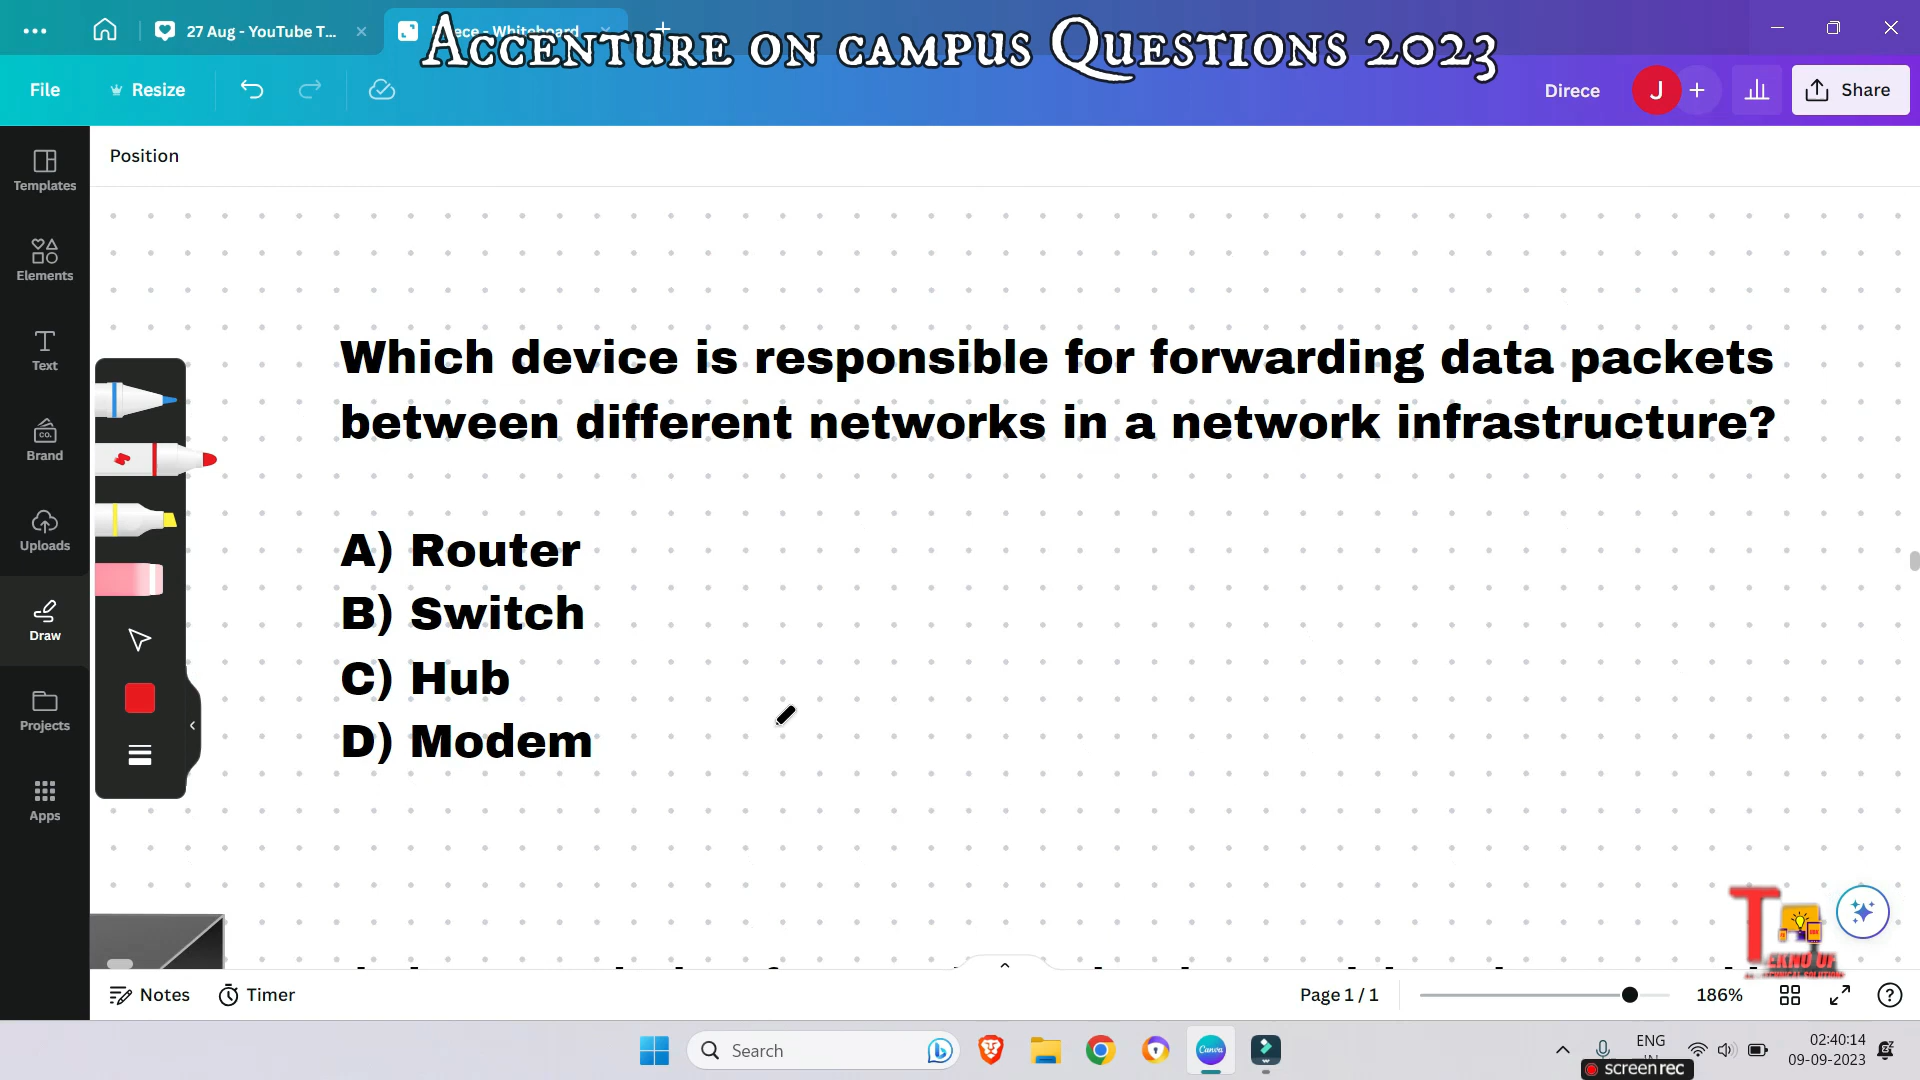 27 Aug - YouTube T...
Accenture on campus Questions 2023
File
Resize
Direce
J
Share
Templates
Position
Elements
Text
Which device is responsible for forwarding data packets
between different networks in a network infrastructure?
Brand
A) Router
Uploads
B) Switch
Draw
C) Hub
Projects
D) Modem
Apps
Notes
Timer
Page 1 / 1
186%
Search
Canva
ENG
02:40:14
09-09-2023
screenrec